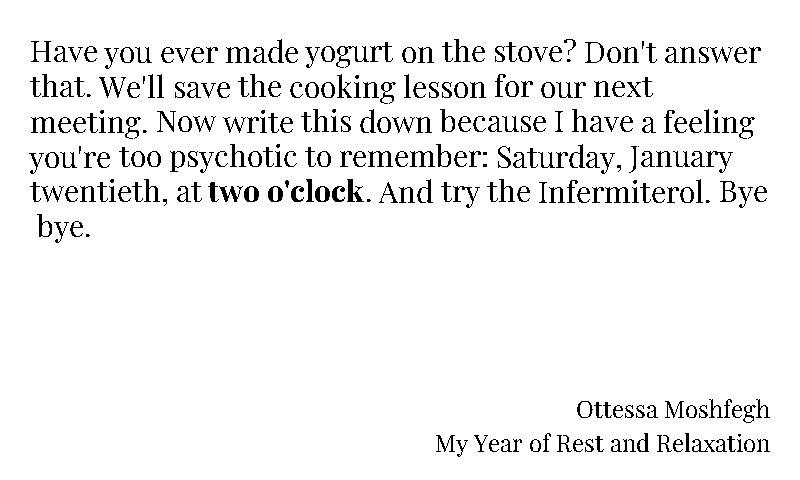 Have you ever made yogurt on the stove? Don't answer
that. We'll save the cooking lesson for our next
meeting. Now write this down because I have a feeling
you're too psychotic to remember: Saturday, January
twentieth, at two o'clock. And try the Infermiterol. Bye
bye.
Ottessa Moshfegh
My Year of Rest and Relaxation